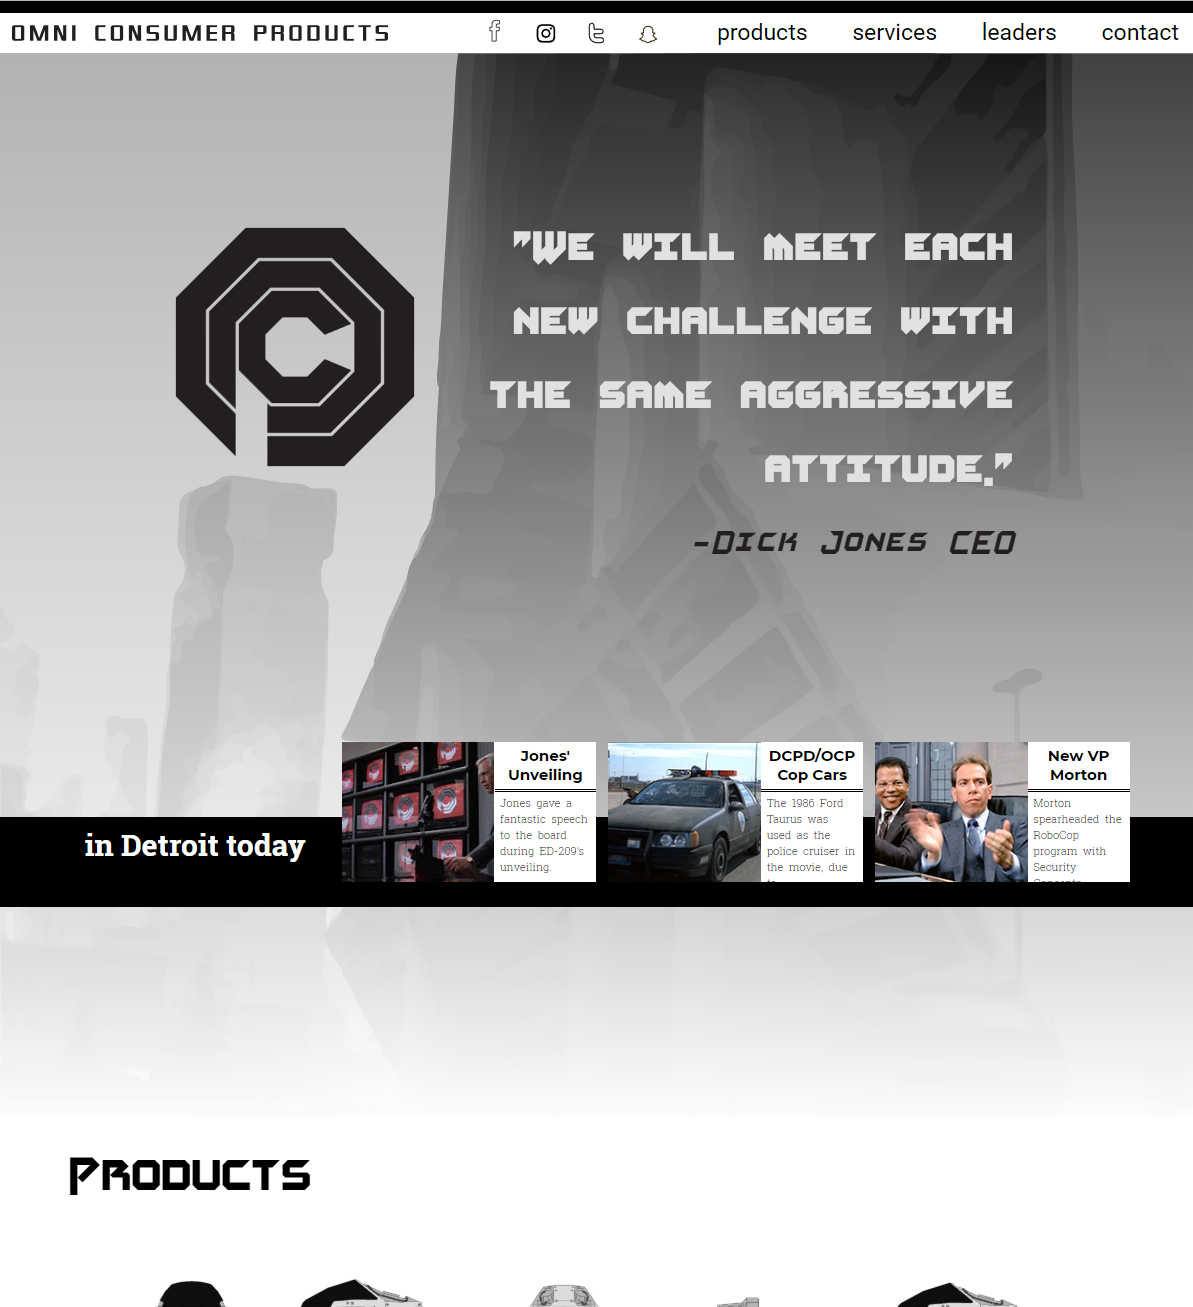 OMNI CONSUMER PRODUCTS
products services leaders contact
"We will meet each
new challenge with
the same aggressive
attitude."
-Dick Jones CEO
in Detroit today
Jones'
Unveiling
Jones gave a
fantastic speech
to the board
during ED-209's
unveiling.
DCPD/OCP
Cop Cars
The 1986 Ford
Taurus was
used as the
police cruiser in
the movie, due
New VP
Morton
Morton
spearheaded the
RoboCop
program with
Security
Products